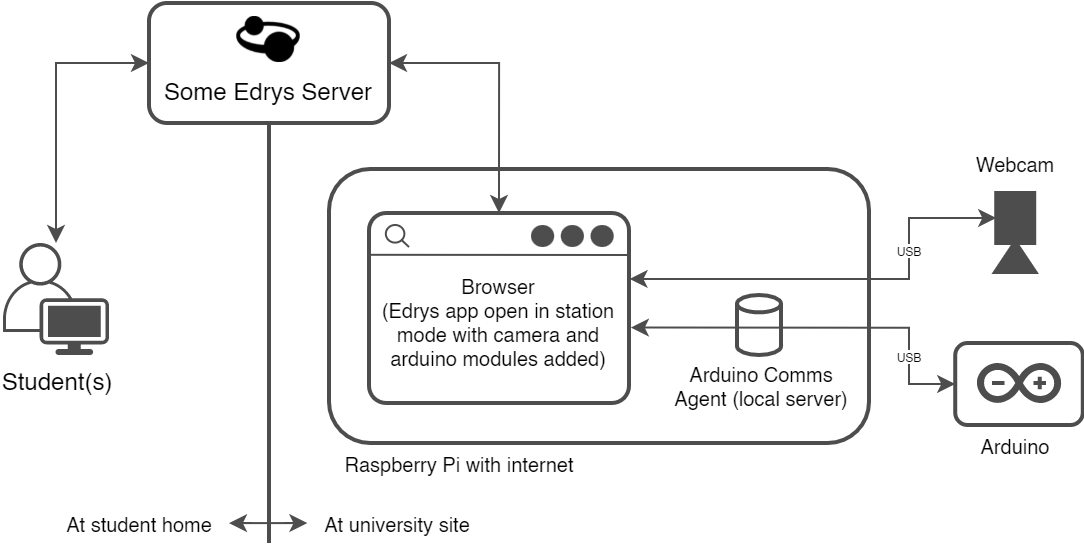 Some Edrys Server
Webcam
USB
Browser
(Edrys app open in station
mode with camera and
arduino modules added)
USB
Arduino Comms
Agent (local server)
Student(s)
Arduino
Raspberry Pi with internet
At student home
At university site